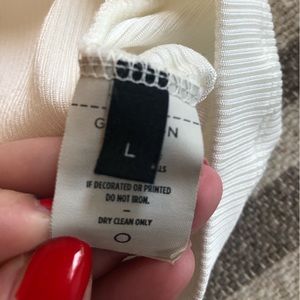 L
IF DECORATED OR PRINTED
DO NOT IRON.
DRY CLEAN ONLY